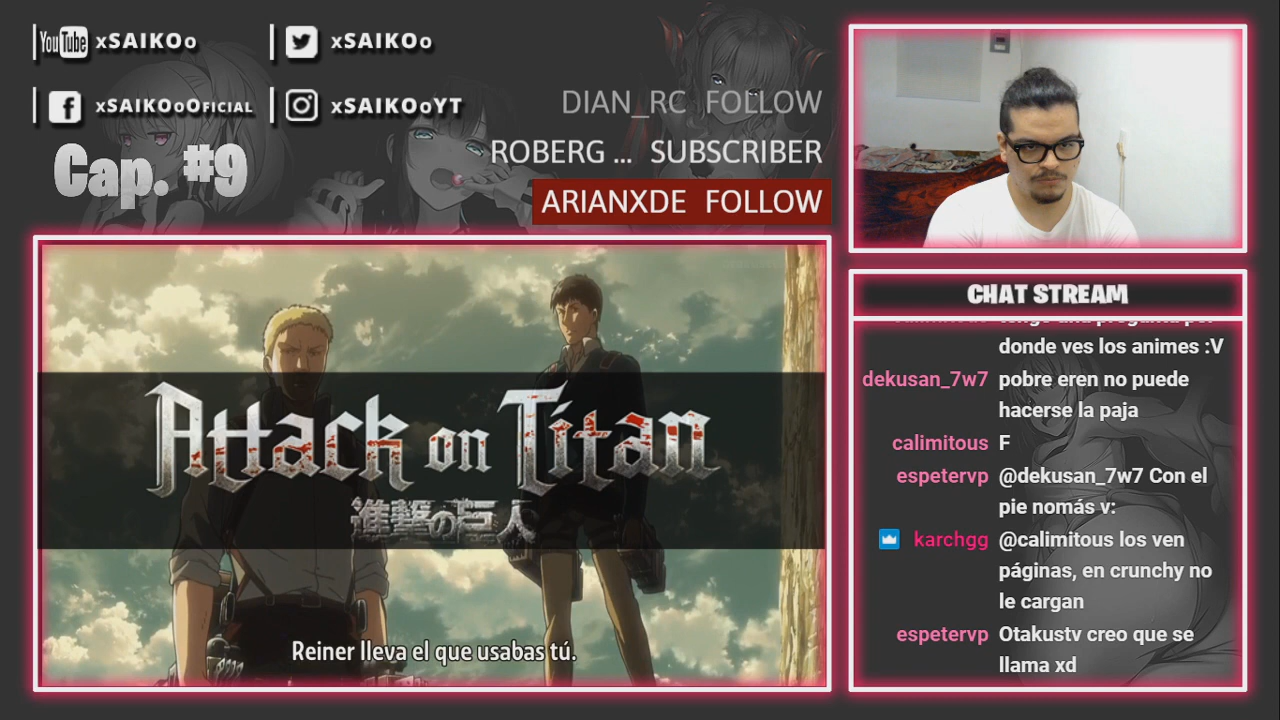 YouTube xSAIKOo
xSAIKOo
xSAIKOoOFICIAL
xSAIKOoYT
Cap. #9
DIAN_RC FOLLOW
ROBERG ... SUBSCRIBER
ARIANXDE FOLLOW
Attack on Titan
進撃の巨人
Reiner lleva el que usabas tú.
CHAT STREAM
donde ves los animes :V
dekusan_7w7 pobre eren no puede
hacerse la paja
calimitous F
espetervp @dekusan_7w7 Con el
pie nomás v:
karchgg @calimitous los ven
páginas, en crunchy no
le cargan
espetervp Otakustv creo que se
llama xd